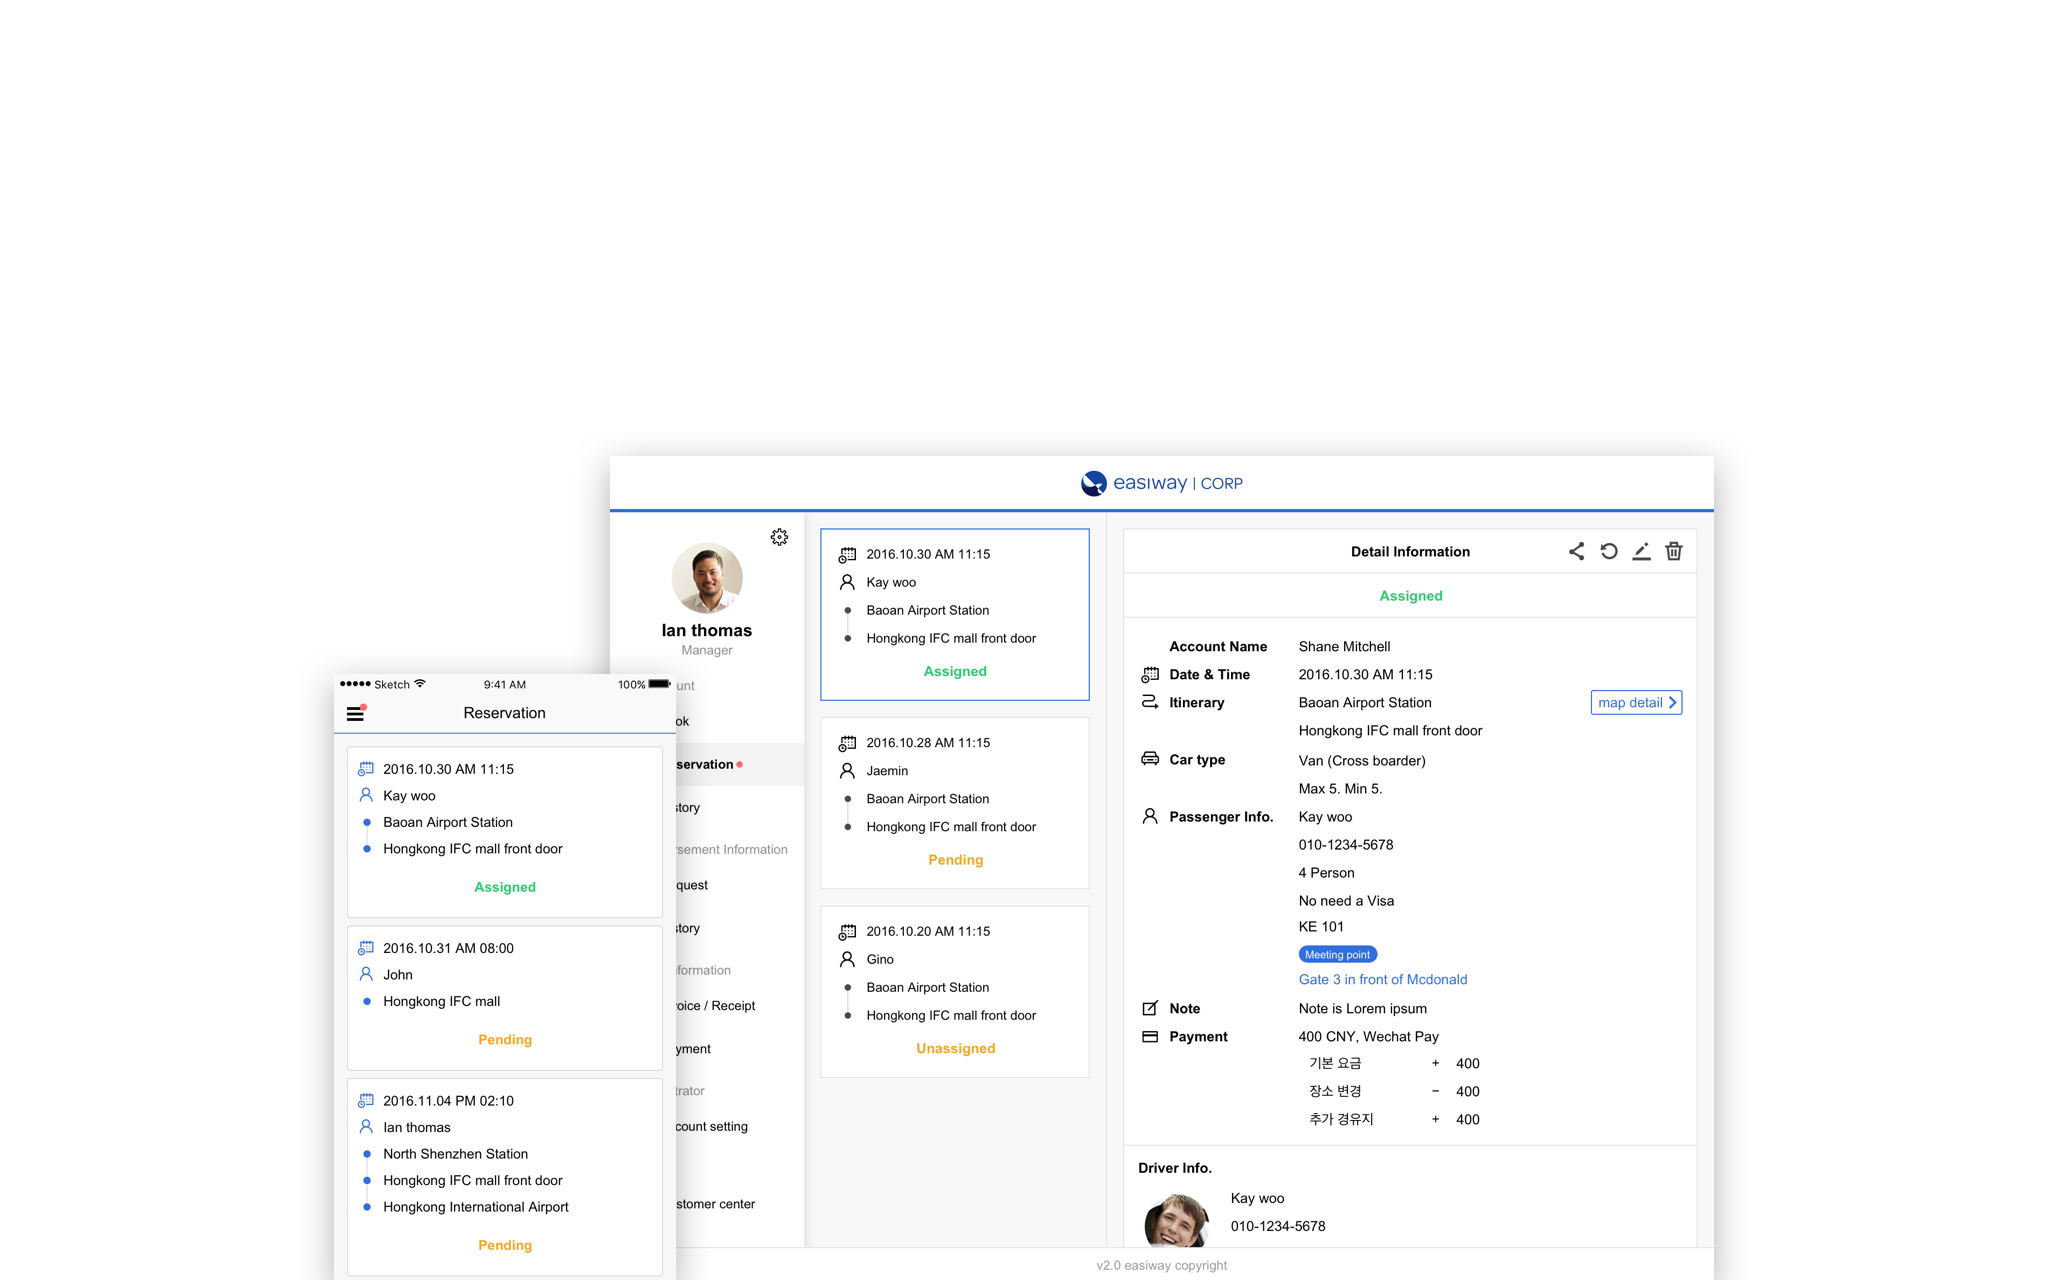 easiway | CORP
Ian thomas
Manager
unt
ok
servation
story
rsement Information
quest
story
formation
voice / Receipt
yment
trator
count setting
stomer center
2016.10.30 AM 11:15
Kay woo
Baoan Airport Station
Hongkong IFC mall front door
Assigned
2016.10.28 AM 11:15
Jaemin
Baoan Airport Station
Hongkong IFC mall front door
Pending
2016.10.20 AM 11:15
Gino
Baoan Airport Station
Hongkong IFC mall front door
Unassigned
Detail Information
Assigned
Account Name Shane Mitchell
Date & Time 2016.10.30 AM 11:15
Itinerary Baoan Airport Station map detail
Hongkong IFC mall front door
Car type Van (Cross boarder)
Max 5. Min 5.
Passenger Info. Kay woo
010-1234-5678
4 Person
No need a Visa
KE 101
Meeting point
Gate 3 in front of Mcdonald
Note Note is Lorem ipsum
Payment 400 CNY, Wechat Pay
기본 요금 + 400
장소 변경 − 400
추가 경유지 + 400
Driver Info.
Kay woo
010-1234-5678
v2.0 easiway copyright
Sketch 9:41 AM 100%
Reservation
2016.10.30 AM 11:15
Kay woo
Baoan Airport Station
Hongkong IFC mall front door
Assigned
2016.10.31 AM 08:00
John
Hongkong IFC mall
Pending
2016.11.04 PM 02:10
Ian thomas
North Shenzhen Station
Hongkong IFC mall front door
Hongkong International Airport
Pending